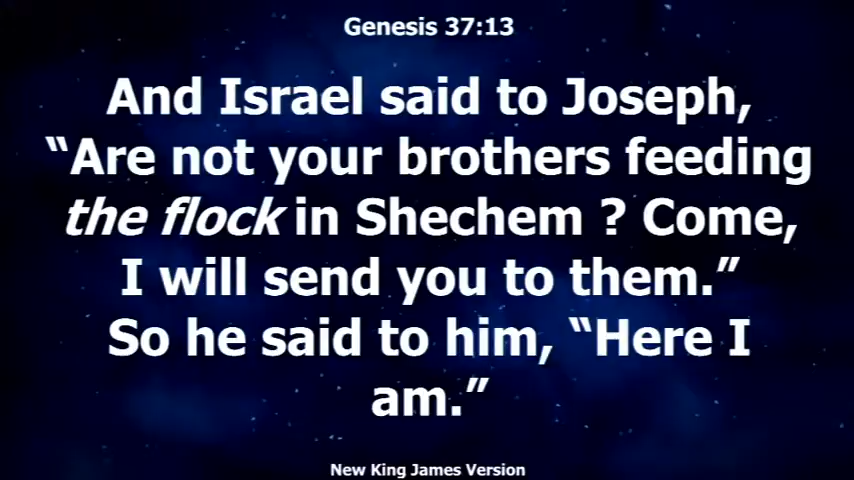 Genesis 37:13
And Israel said to Joseph,
“Are not your brothers feeding
the flock in Shechem ? Come,
I will send you to them.”
So he said to him, “Here I
am.”
New King James Version